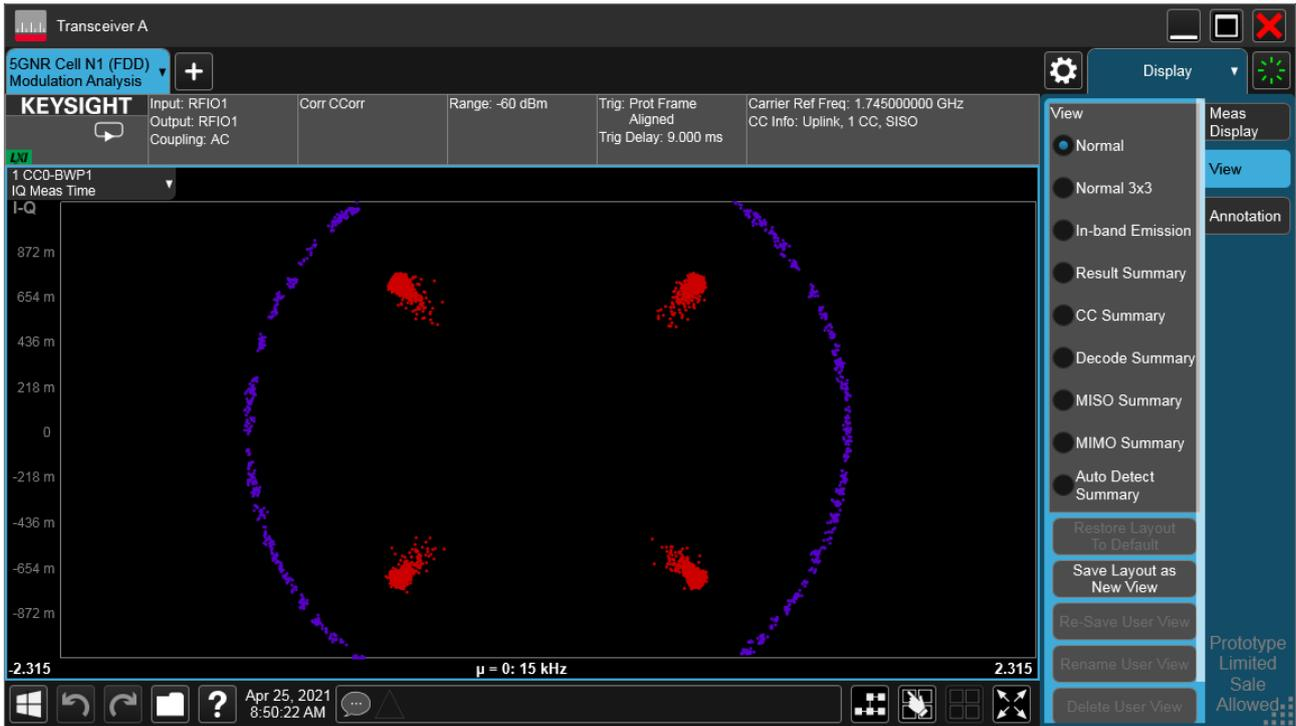 Transceiver A
5GNR Cell N1 (FDD)
Modulation Analysis
+
Display
KEYSIGHT
LXI
Input: RFIO1
Output: RFIO1
Coupling: AC
Corr CCorr
Range: -60 dBm
Trig: Prot Frame
Aligned
Trig Delay: 9.000 ms
Carrier Ref Freq: 1.745000000 GHz
CC Info: Uplink, 1 CC, SISO
1 CC0-BWP1
IQ Meas Time
I-Q
872 m
654 m
436 m
218 m
0
-218 m
-436 m
-654 m
-872 m
-2.315
µ = 0: 15 kHz
2.315
View
Normal
Normal 3x3
In-band Emission
Result Summary
CC Summary
Decode Summary
MISO Summary
MIMO Summary
Auto Detect
Summary
Restore Layout
To Default
Save Layout as
New View
Re-Save User View
Rename User View
Delete User View
Meas
Display
View
Annotation
Prototype
Limited
Sale
Allowed
?
Apr 25, 2021
8:50:22 AM